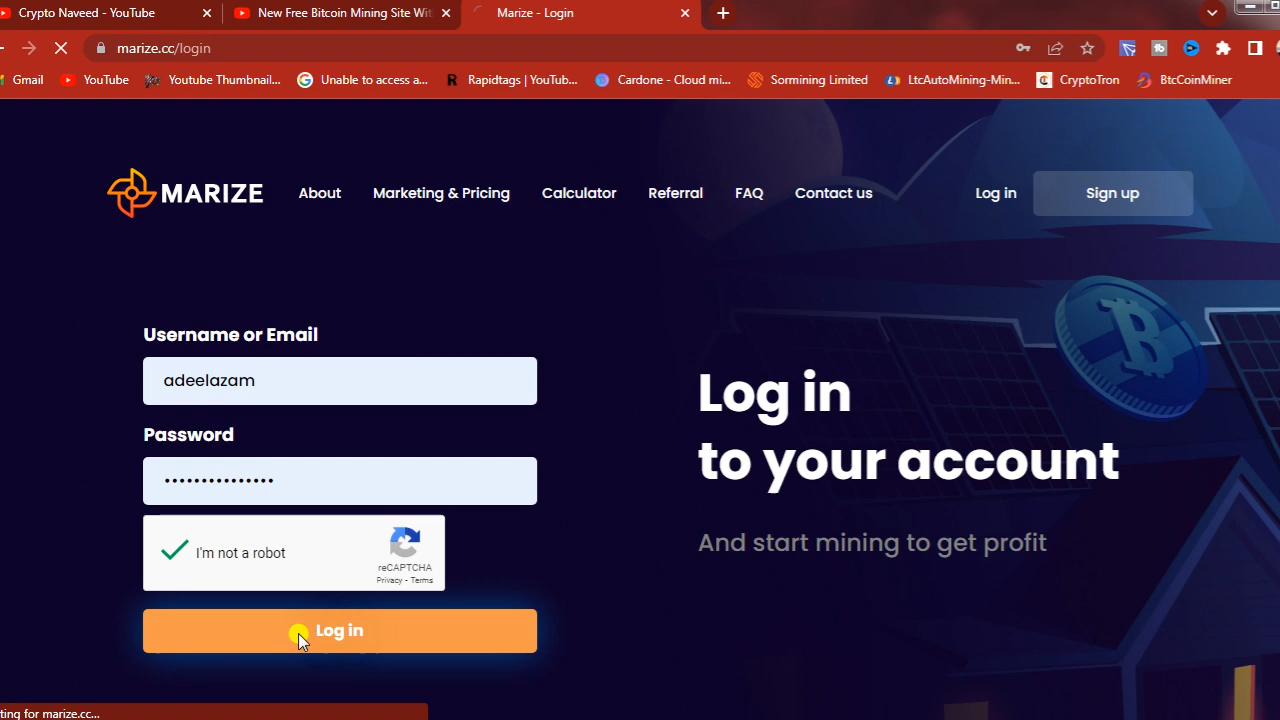 Crypto Naveed - YouTube
New Free Bitcoin Mining Site Wit
Marize - Login
marize.cc/login
Gmail
YouTube
Youtube Thumbnail...
Unable to access a...
Rapidtags | YouTub...
Cardone - Cloud mi...
Sormining Limited
LtcAutoMining-Min...
CryptoTron
BtcCoinMiner
MARIZE
About
Marketing & Pricing
Calculator
Referral
FAQ
Contact us
Log in
Sign up
Username or Email
adeelazam
Password
•••••••••••••••
I'm not a robot
reCAPTCHA
Privacy - Terms
Log in
Log in
to your account
And start mining to get profit
ting for marize.cc...